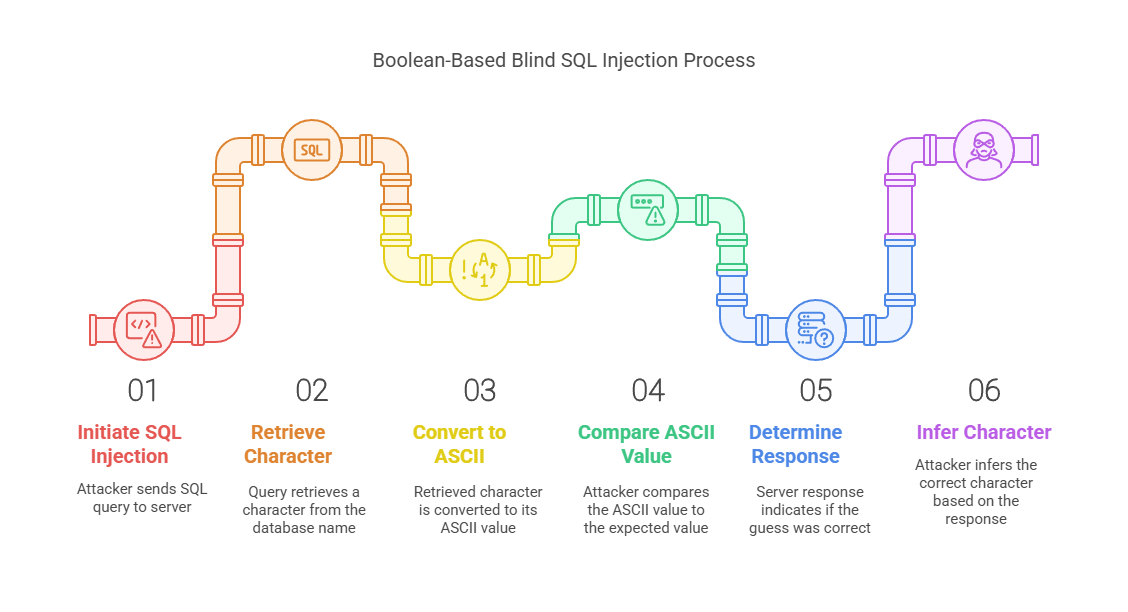 Boolean-Based Blind SQL Injection Process
SQL
</>
A
!
1
?
01
02
03
04
05
06
Initiate SQL
Injection
Attacker sends SQL
query to server
Retrieve
Character
Query retrieves a
character from the
database name
Convert to
ASCII
Retrieved character
is converted to its
ASCII value
Compare ASCII
Value
Attacker compares
the ASCII value to
the expected value
Determine
Response
Server response
indicates if the
guess was correct
Infer Character
Attacker infers the
correct character
based on the
response